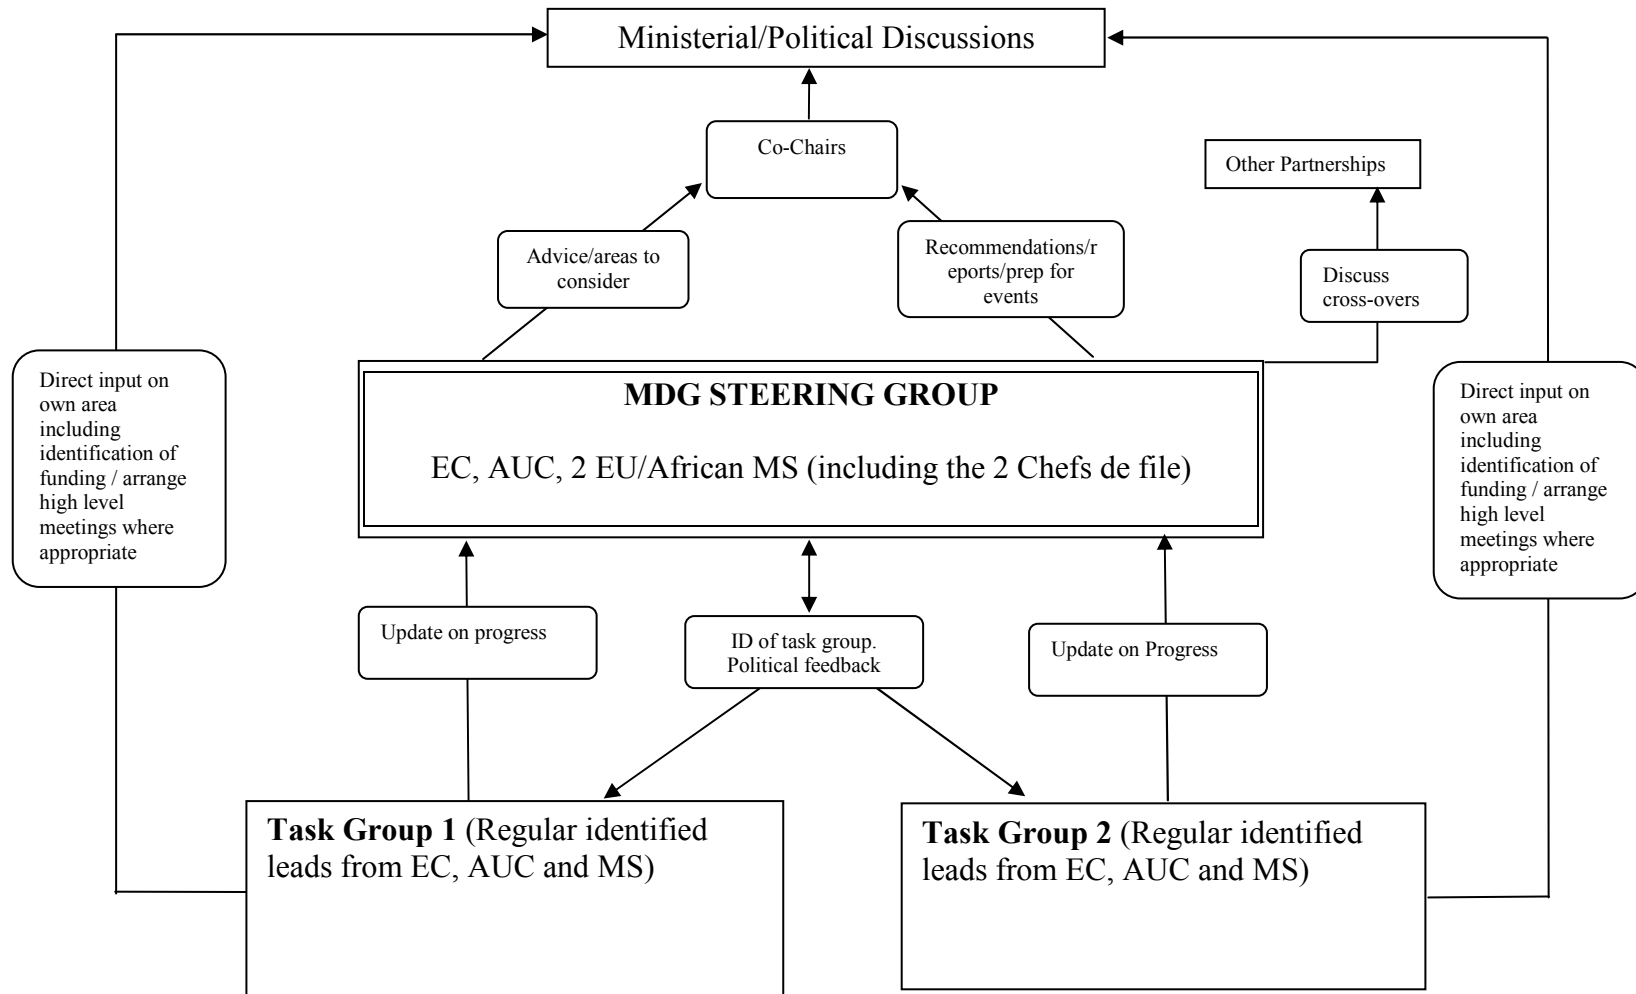 Ministerial/Political Discussions
Co-Chairs
Other Partnerships
Advice/areas to
consider
Recommendations/r
eports/prep for
events
Discuss
cross-overs
MDG STEERING GROUP
EC, AUC, 2 EU/African MS (including the 2 Chefs de file)
Direct input on
own area
including
identification of
funding / arrange
high level
meetings where
appropriate
Direct input on
own area
including
identification of
funding / arrange
high level
meetings where
appropriate
Update on progress
ID of task group.
Political feedback
Update on Progress
Task Group 1 (Regular identified
leads from EC, AUC and MS)
Task Group 2 (Regular identified
leads from EC, AUC and MS)